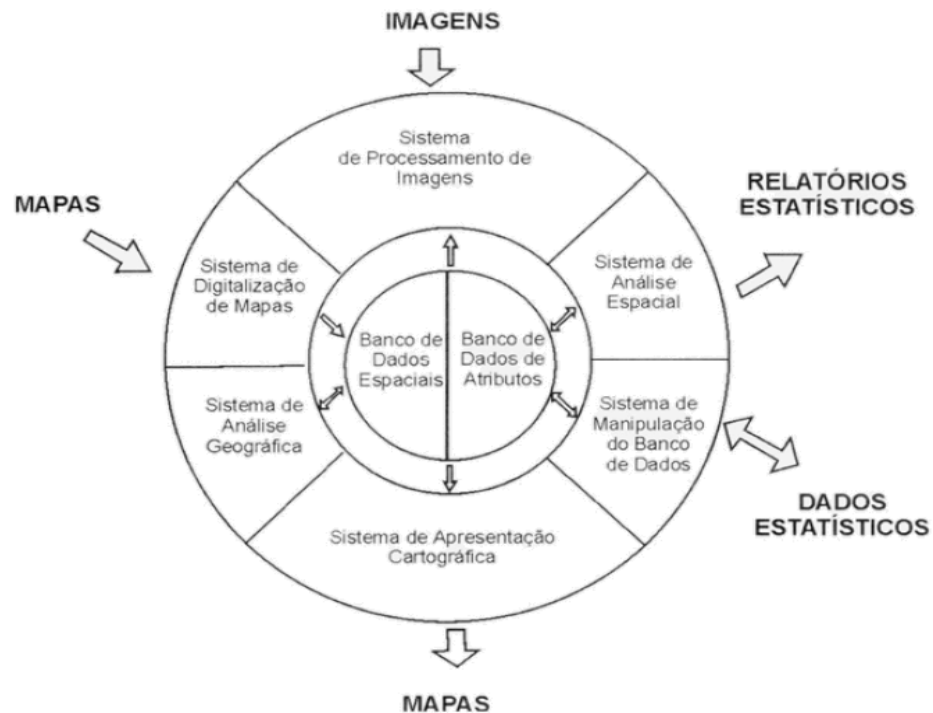 IMAGENS
Sistema
de Processamento de
Imagens
MAPAS
RELATÓRIOS
ESTATÍSTICOS
Sistema de
Digitalização
de Mapas
Sistema de
Análise
Espacial
Banco de
Dados
Espaciais
Banco de
Dados de
Atributos
Sistema de
Análise
Geográfica
Sistema de
Manipulação
do Banco
de Dados
DADOS
ESTATÍSTICOS
Sistema de Apresentação
Cartográfica
MAPAS